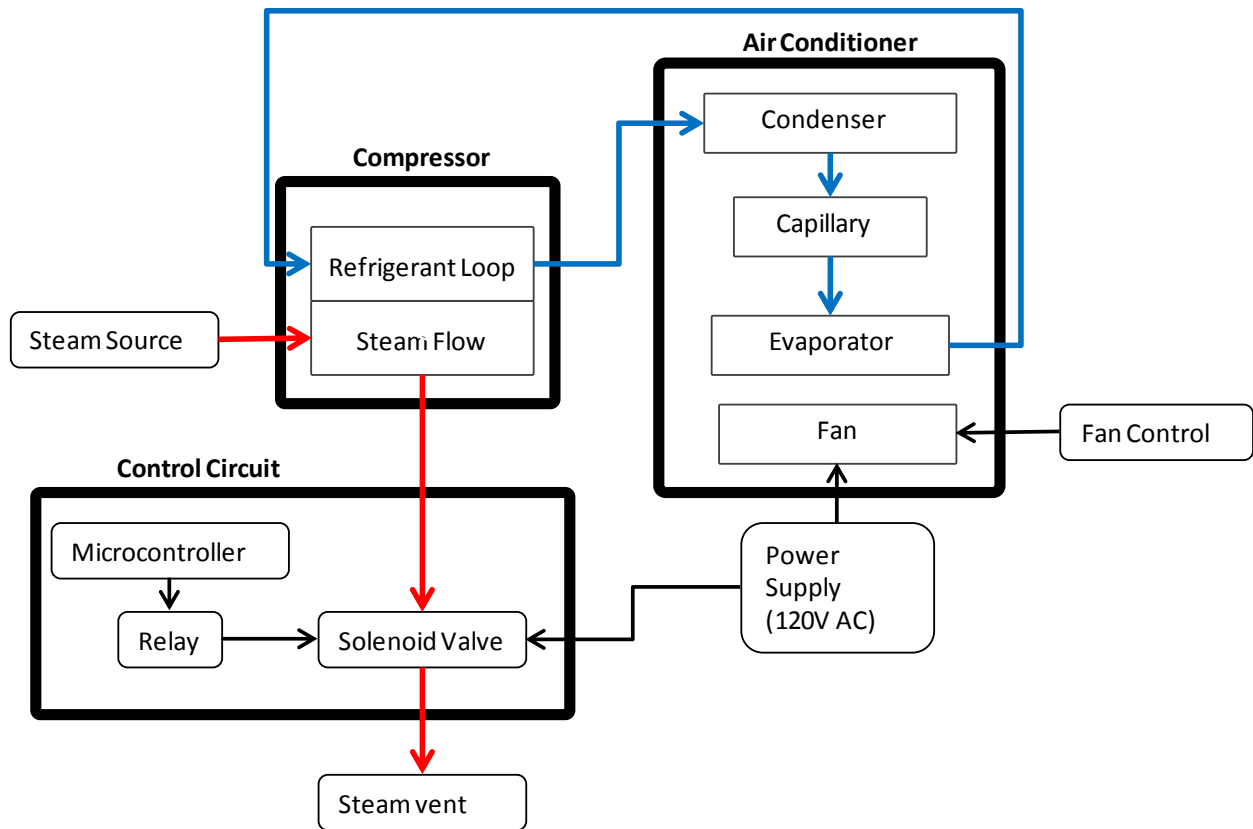 Air Conditioner
Condenser
Compressor
Capillary
Refrigerant Loop
Steam Source
Steam Flow
Evaporator
Fan
Fan Control
Control Circuit
Microcontroller
Power
Supply
(120V AC)
Relay
Solenoid Valve
Steam vent